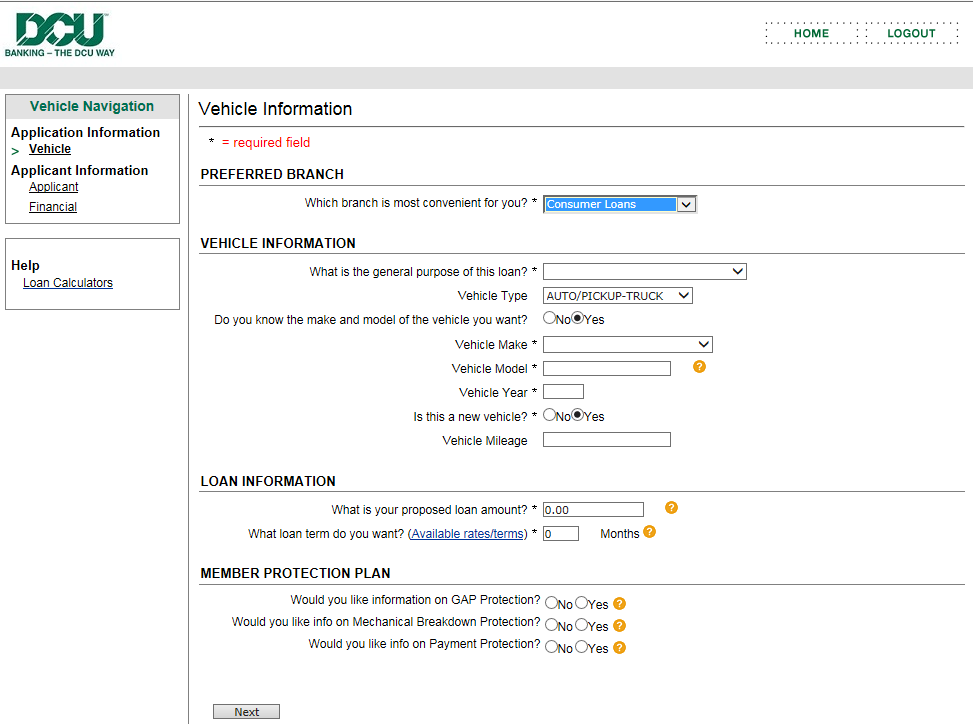 DCU
BANKING – THE DCU WAY
HOME
LOGOUT
Vehicle Navigation
Application Information
> Vehicle
Applicant Information
Applicant
Financial
Help
Loan Calculators
Vehicle Information
* = required field
PREFERRED BRANCH
Which branch is most convenient for you? * Consumer Loans
VEHICLE INFORMATION
What is the general purpose of this loan? *
Vehicle Type AUTO/PICKUP-TRUCK
Do you know the make and model of the vehicle you want? No Yes
Vehicle Make *
Vehicle Model * ?
Vehicle Year *
Is this a new vehicle? * No Yes
Vehicle Mileage
LOAN INFORMATION
What is your proposed loan amount? * 0.00 ?
What loan term do you want? (Available rates/terms) * 0 Months ?
MEMBER PROTECTION PLAN
Would you like information on GAP Protection? No Yes ?
Would you like info on Mechanical Breakdown Protection? No Yes ?
Would you like info on Payment Protection? No Yes ?
Next